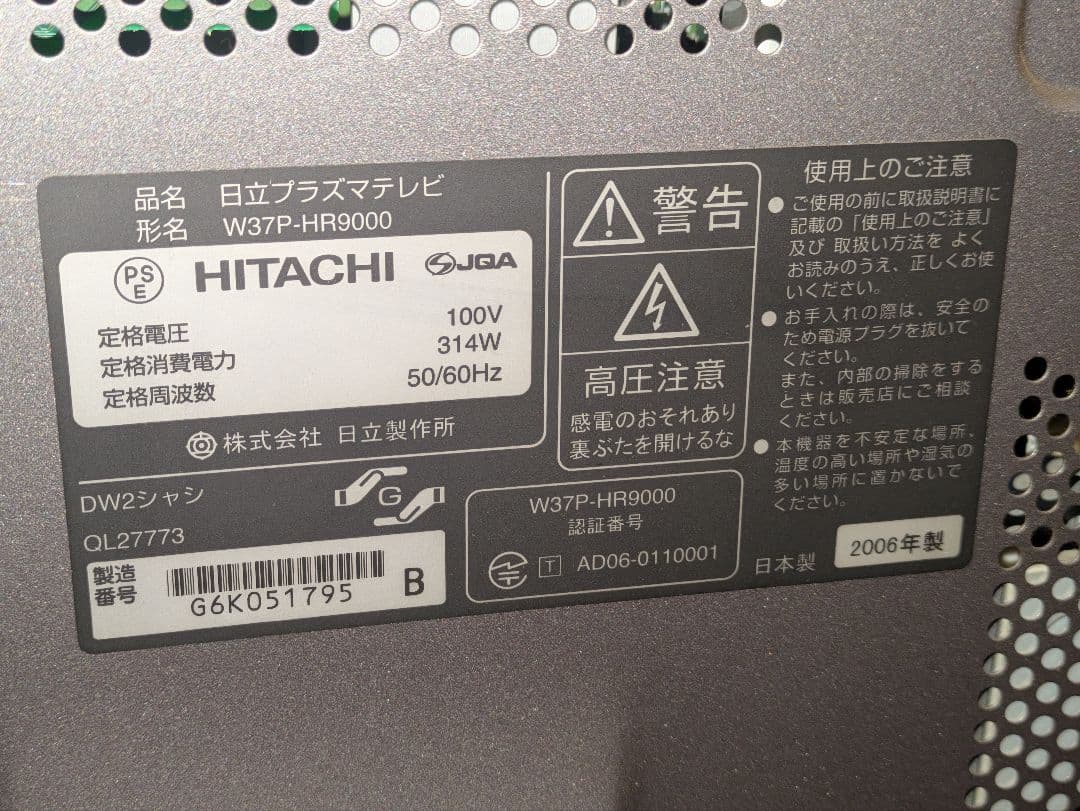 品名 日立プラズマテレビ
形名 W37P-HR9000
PSE HITACHI JQA
定格電圧 100V
定格消費電力 314W
定格周波数 50/60Hz
株式会社 日立製作所
DW2シャシ
G
QL27773
製造番号 G6K051795 B
警告
高圧注意
感電のおそれあり
裏ぶたを開けるな
W37P-HR9000
認証番号
T AD06-0110001
使用上のご注意
● ご使用の前に取扱説明書に
記載の「使用上のご注意」
及び 取扱い方法を よく
お読みのうえ、正しくお使
いください。
● お手入れの際は、安全の
ため電源プラグを抜いて
ください。
また、内部の掃除をする
ときは販売店にご相談
ください。
● 本機器を不安定な場所、
温度の高い場所や湿気の
多い場所に置かないで
ください。
日本製 2006年製